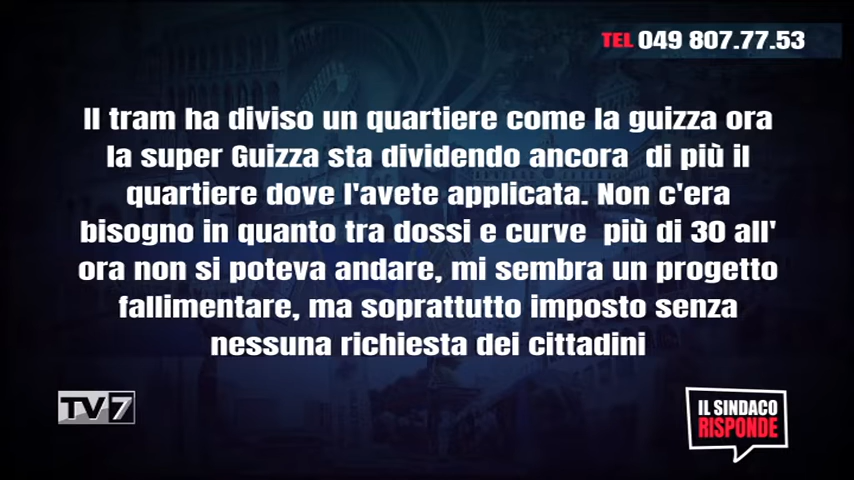 TEL 049 807.77.53
Il tram ha diviso un quartiere come la guizza ora
la super Guizza sta dividendo ancora  di più il
quartiere dove l'avete applicata. Non c'era
bisogno in quanto tra dossi e curve  più di 30 all'
ora non si poteva andare, mi sembra un progetto
fallimentare, ma soprattutto imposto senza
nessuna richiesta dei cittadini
TV7
IL SINDACO
RISPONDE